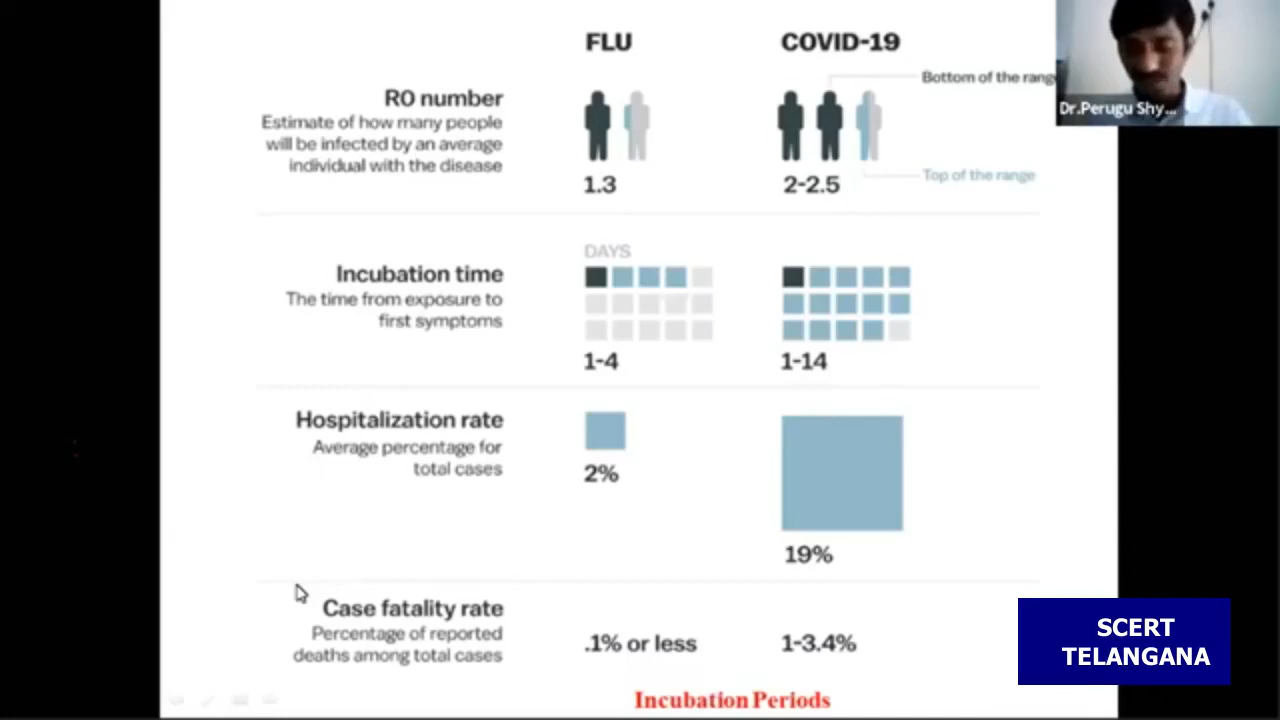 FLU COVID-19
Bottom of the range
Dr.Perugu Shy...
R0 number
Estimate of how many people
will be infected by an average
individual with the disease
1.3 2-2.5
Top of the range
DAYS
Incubation time
The time from exposure to
first symptoms
1-4 1-14
Hospitalization rate
Average percentage for
total cases
2%
19%
Case fatality rate
Percentage of reported
deaths among total cases
.1% or less 1-3.4%
SCERT
TELANGANA
Incubation Periods